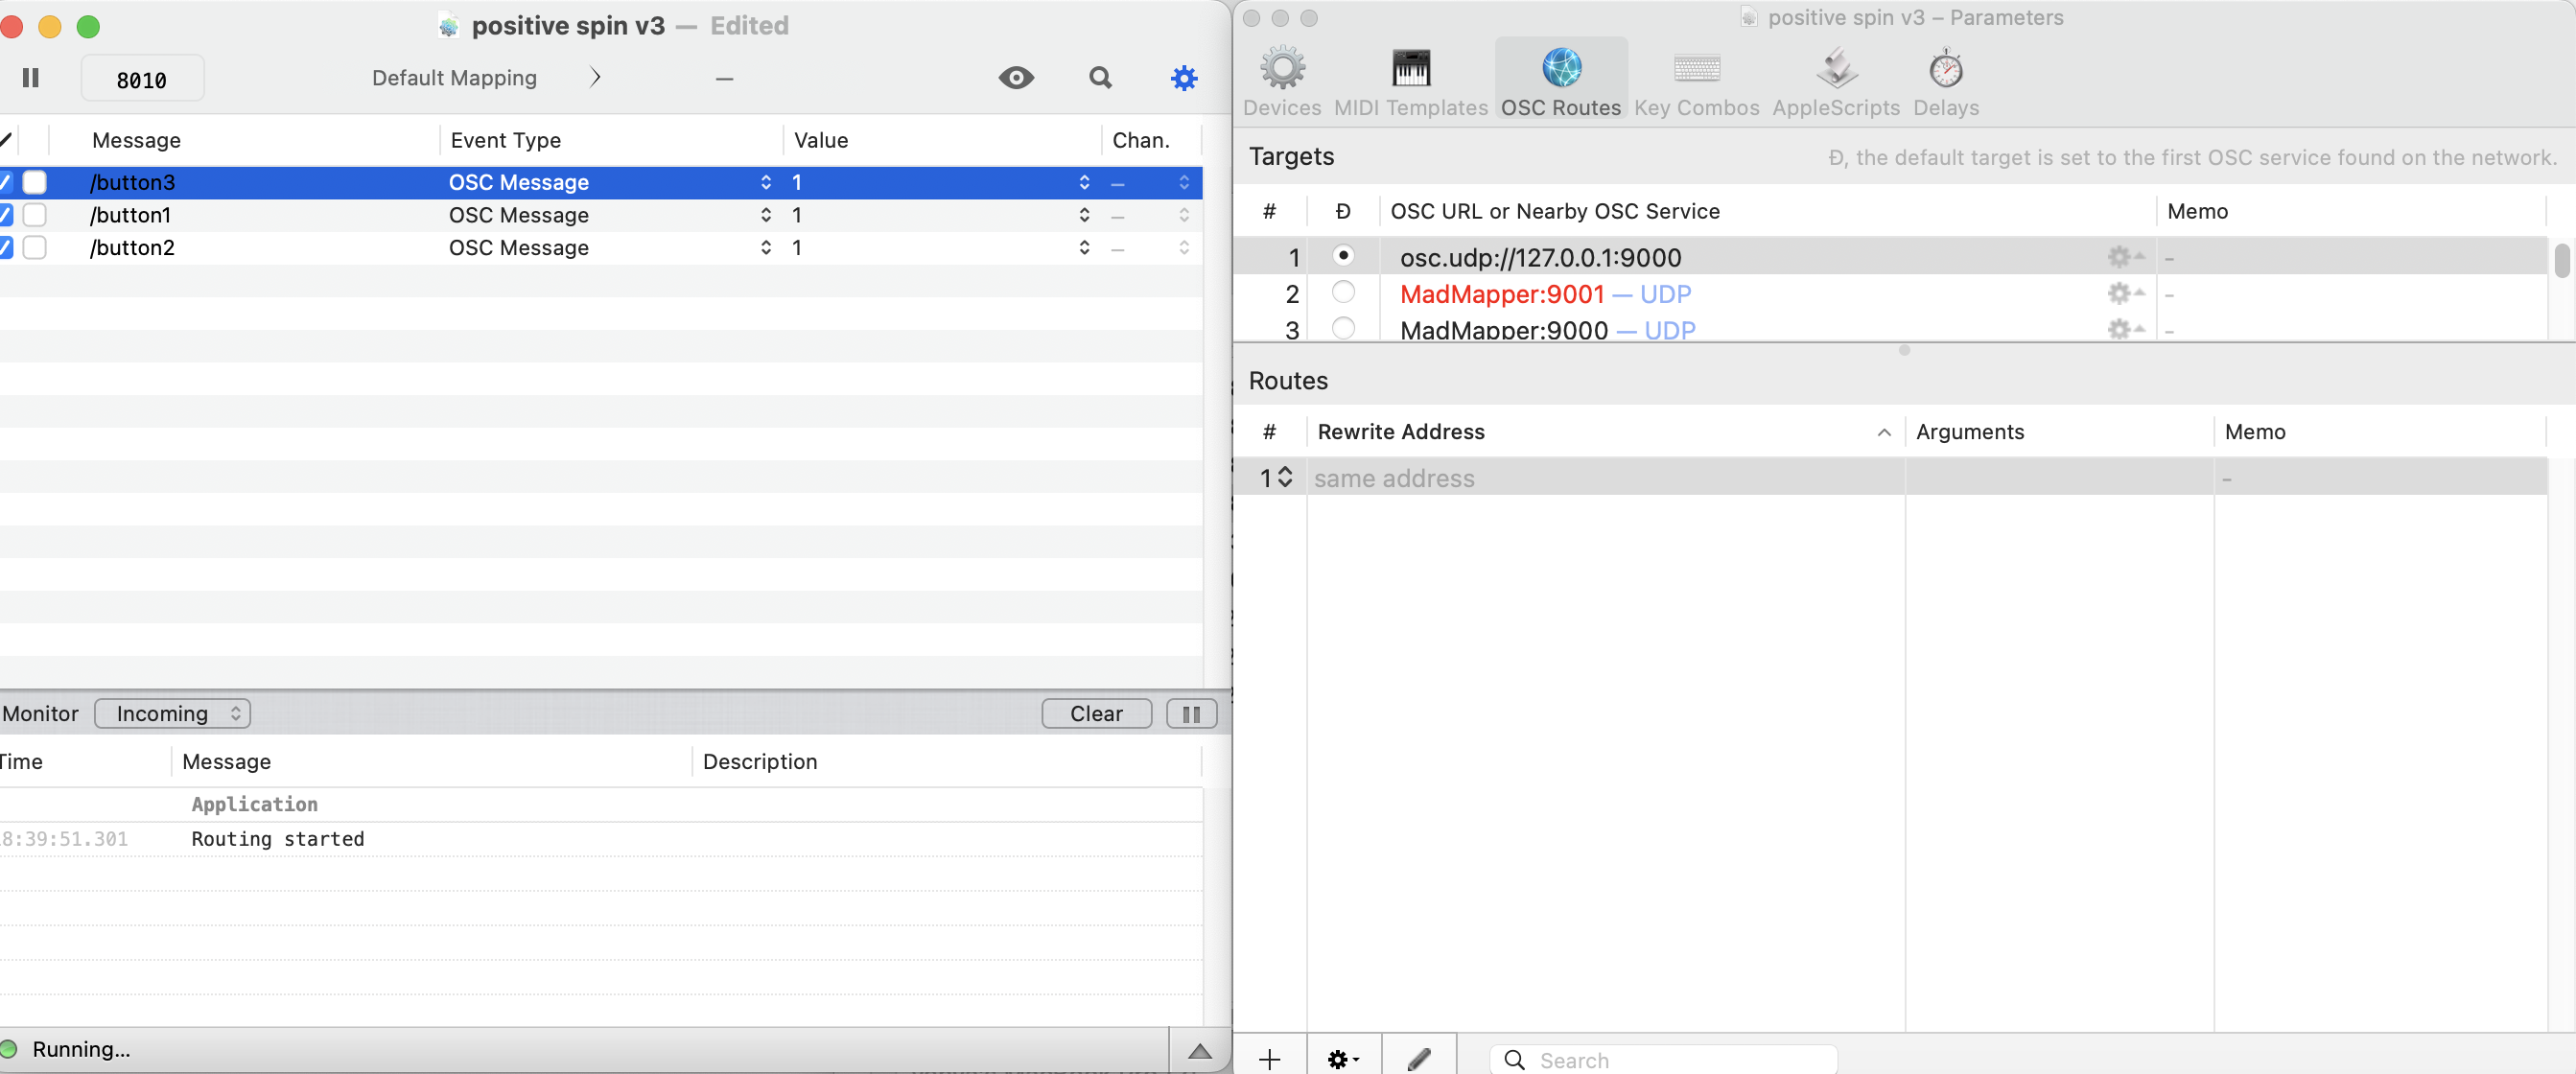 positive spin v3 — Edited
8010
Default Mapping
–
Message Event Type Value Chan.
/button3 OSC Message 1 –
/button1 OSC Message 1 –
/button2 OSC Message 1 –
Monitor Incoming Clear
Time Message Description
Application
8:39:51.301 Routing started
Running...
positive spin v3 – Parameters
Devices MIDI Templates OSC Routes Key Combos AppleScripts Delays
Targets Đ, the default target is set to the first OSC service found on the network.
# Đ OSC URL or Nearby OSC Service Memo
1 osc.udp://127.0.0.1:9000 -
2 MadMapper:9001 — UDP -
3 MadMapper:9000 — UDP -
Routes
# Rewrite Address Arguments Memo
1 same address -
Search